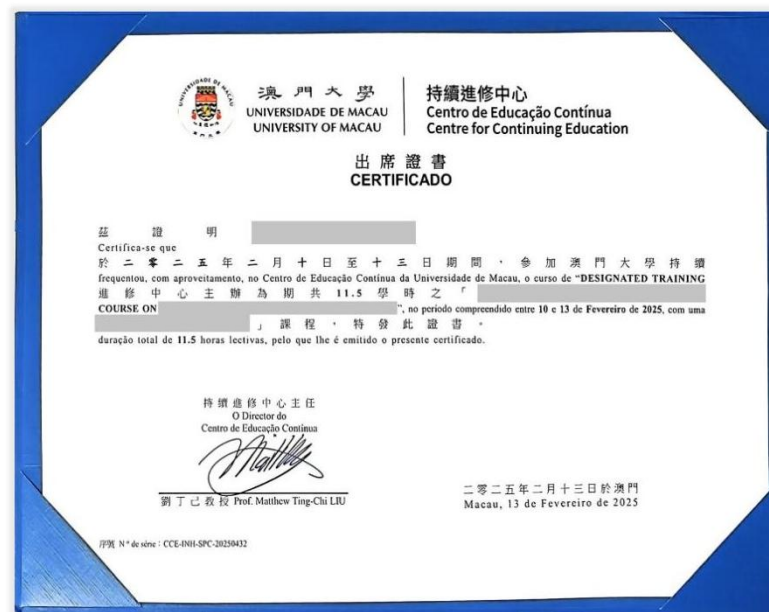 UNIVERSIDADE DE MACAU
澳門大學
澳門大學
UNIVERSIDADE DE MACAU
UNIVERSITY OF MACAU
持續進修中心
Centro de Educação Contínua
Centre for Continuing Education
出席證書
CERTIFICADO
茲證明
Certifica-se que
於二零二五年二月十日至十三日期間，參加澳門大學持續
frequentou, com aproveitamento, no Centro de Educação Contínua da Universidade de Macau, o curso de “DESIGNATED TRAINING
進修中心主辦為期共 11.5 學時之「
COURSE ON ”, no período compreendido entre 10 e 13 de Fevereiro de 2025, com uma
」課程，特發此證書。
duração total de 11.5 horas lectivas, pelo que lhe é emitido o presente certificado.
持續進修中心主任
O Director do
Centro de Educação Contínua
劉丁己教授 Prof. Matthew Ting-Chi LIU
二零二五年二月十三日於澳門
Macau, 13 de Fevereiro de 2025
序號 N º de série : CCE-INH-SPC-20250432